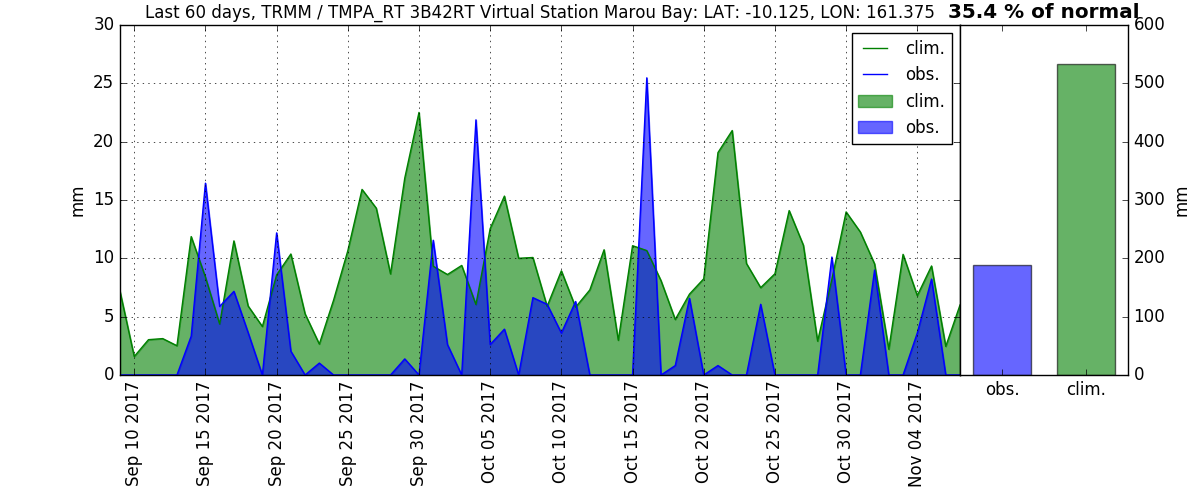 Last 60 days, TRMM / TMPA_RT 3B42RT Virtual Station Marou Bay: LAT: -10.125, LON: 161.375
35.4 % of normal
30
25
20
15
10
5
0
mm
clim.
obs.
clim.
obs.
600
500
400
300
200
100
0
mm
Sep 10 2017
Sep 15 2017
Sep 20 2017
Sep 25 2017
Sep 30 2017
Oct 05 2017
Oct 10 2017
Oct 15 2017
Oct 20 2017
Oct 25 2017
Oct 30 2017
Nov 04 2017
obs.
clim.